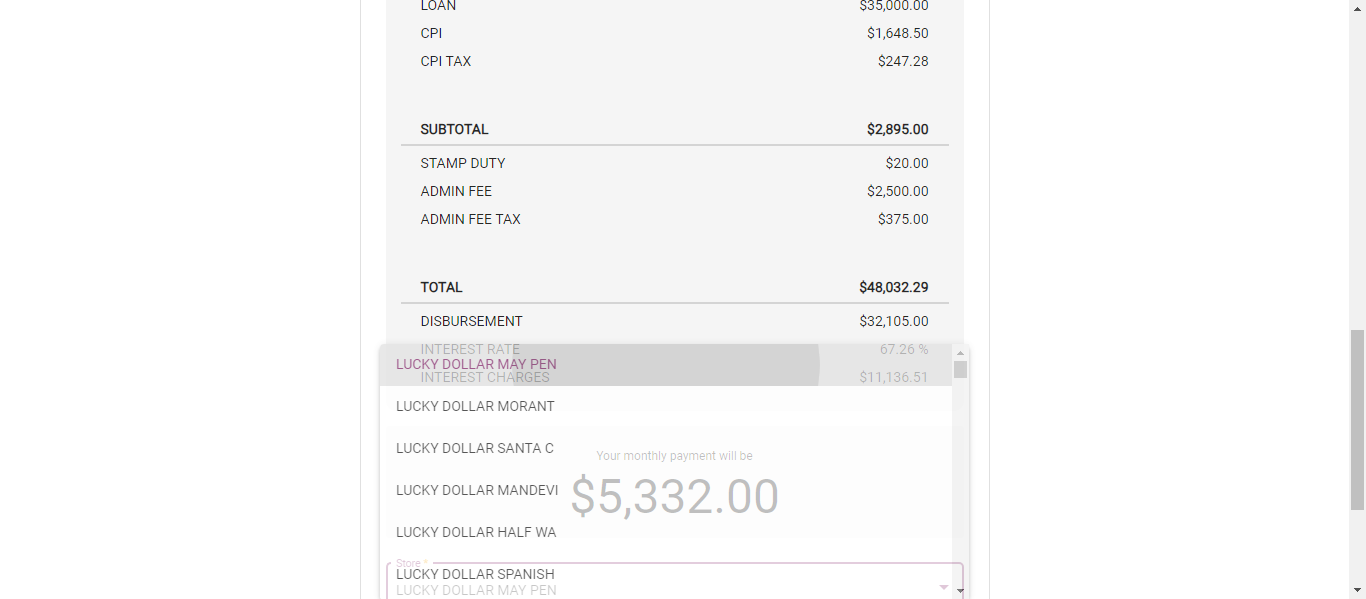 LOAN $35,000.00
CPI $1,648.50
CPI TAX $247.28
SUBTOTAL $2,895.00
STAMP DUTY $20.00
ADMIN FEE $2,500.00
ADMIN FEE TAX $375.00
TOTAL $48,032.29
DISBURSEMENT $32,105.00
INTEREST RATE 67.26 %
LUCKY DOLLAR MAY PEN
INTEREST CHARGES $11,136.51
LUCKY DOLLAR MORANT
LUCKY DOLLAR SANTA C
Your monthly payment will be
LUCKY DOLLAR MANDEVI
$5,332.00
LUCKY DOLLAR HALF WA
Store *
LUCKY DOLLAR SPANISH
LUCKY DOLLAR MAY PEN